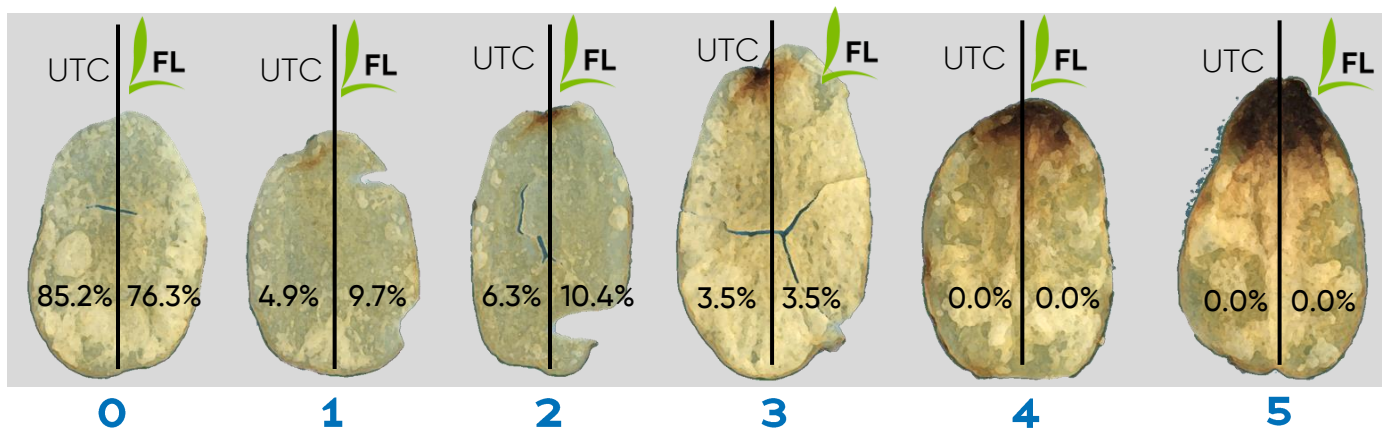 UTC FL
85.2% 76.3%
0
UTC FL
4.9% 9.7%
1
UTC FL
6.3% 10.4%
2
UTC FL
3.5% 3.5%
3
UTC FL
0.0% 0.0%
4
UTC FL
0.0% 0.0%
5